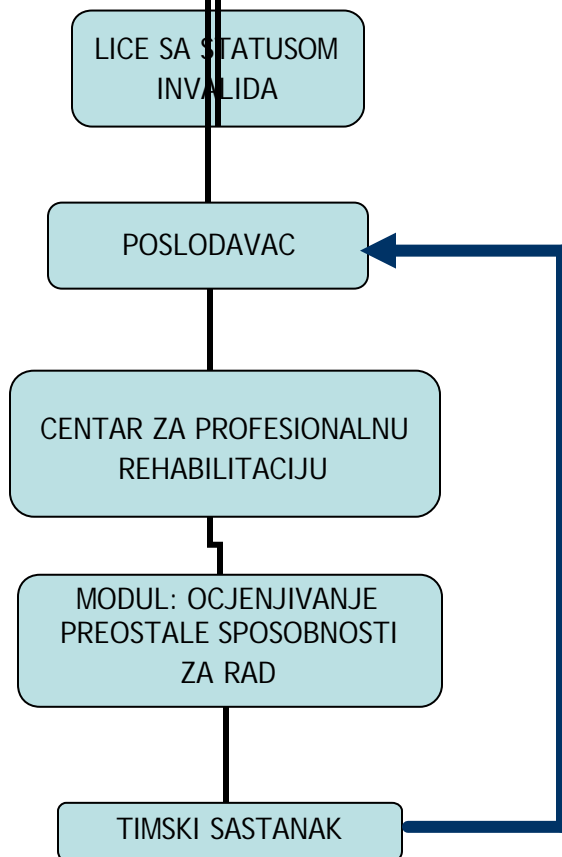 LICE SA STATUSOM
INVALIDA
POSLODAVAC
CENTAR ZA PROFESIONALNU
REHABILITACIJU
MODUL: OCJENJIVANJE
PREOSTALE SPOSOBNOSTI
ZA RAD
TIMSKI SASTANAK